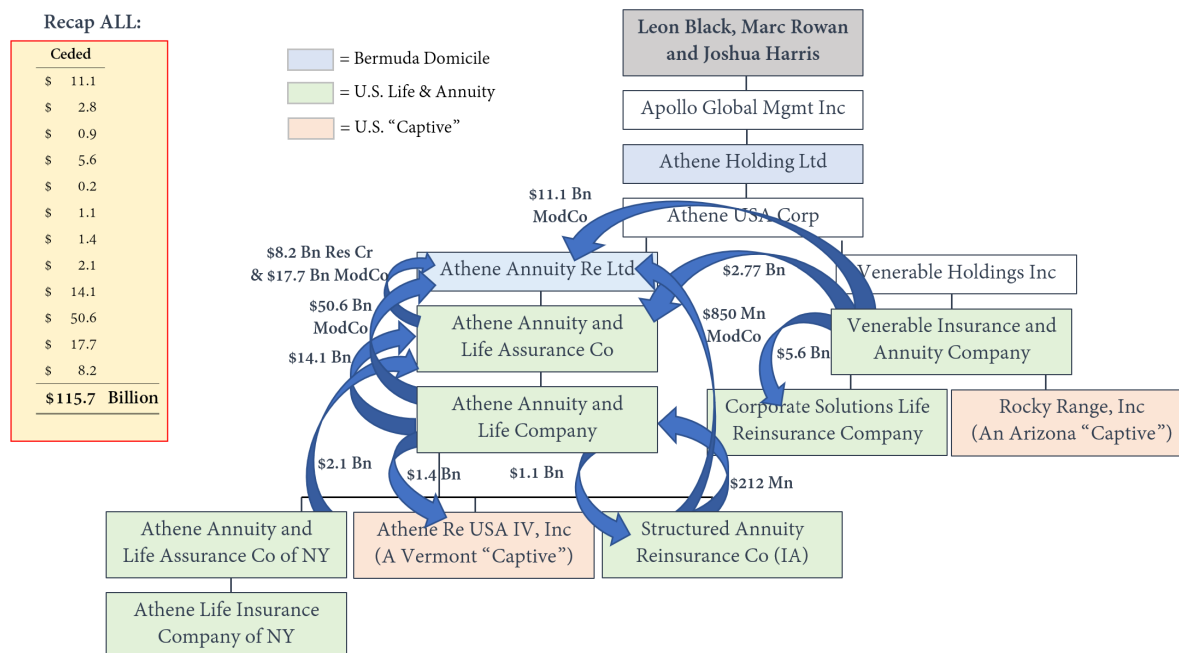 Recap ALL:
Ceded
$ 11.1
$ 2.8
$ 0.9
$ 5.6
$ 0.2
$ 1.1
$ 1.4
$ 2.1
$ 14.1
$ 50.6
$ 17.7
$ 8.2
$115.7 Billion
= Bermuda Domicile
= U.S. Life & Annuity
= U.S. “Captive”
Leon Black, Marc Rowan
and Joshua Harris
Apollo Global Mgmt Inc
Athene Holding Ltd
Athene USA Corp
$11.1 Bn
ModCo
$8.2 Bn Res Cr
& $17.7 Bn ModCo
Athene Annuity Re Ltd
$2.77 Bn
Venerable Holdings Inc
$50.6 Bn
ModCo
Athene Annuity and
Life Assurance Co
$850 Mn
ModCo
Venerable Insurance and
Annuity Company
$14.1 Bn
$5.6 Bn
Athene Annuity and
Life Company
Corporate Solutions Life
Reinsurance Company
Rocky Range, Inc
(An Arizona “Captive”)
$2.1 Bn
$1.4 Bn
$1.1 Bn
$212 Mn
Athene Annuity and
Life Assurance Co of NY
Athene Re USA IV, Inc
(A Vermont “Captive”)
Structured Annuity
Reinsurance Co (IA)
Athene Life Insurance
Company of NY